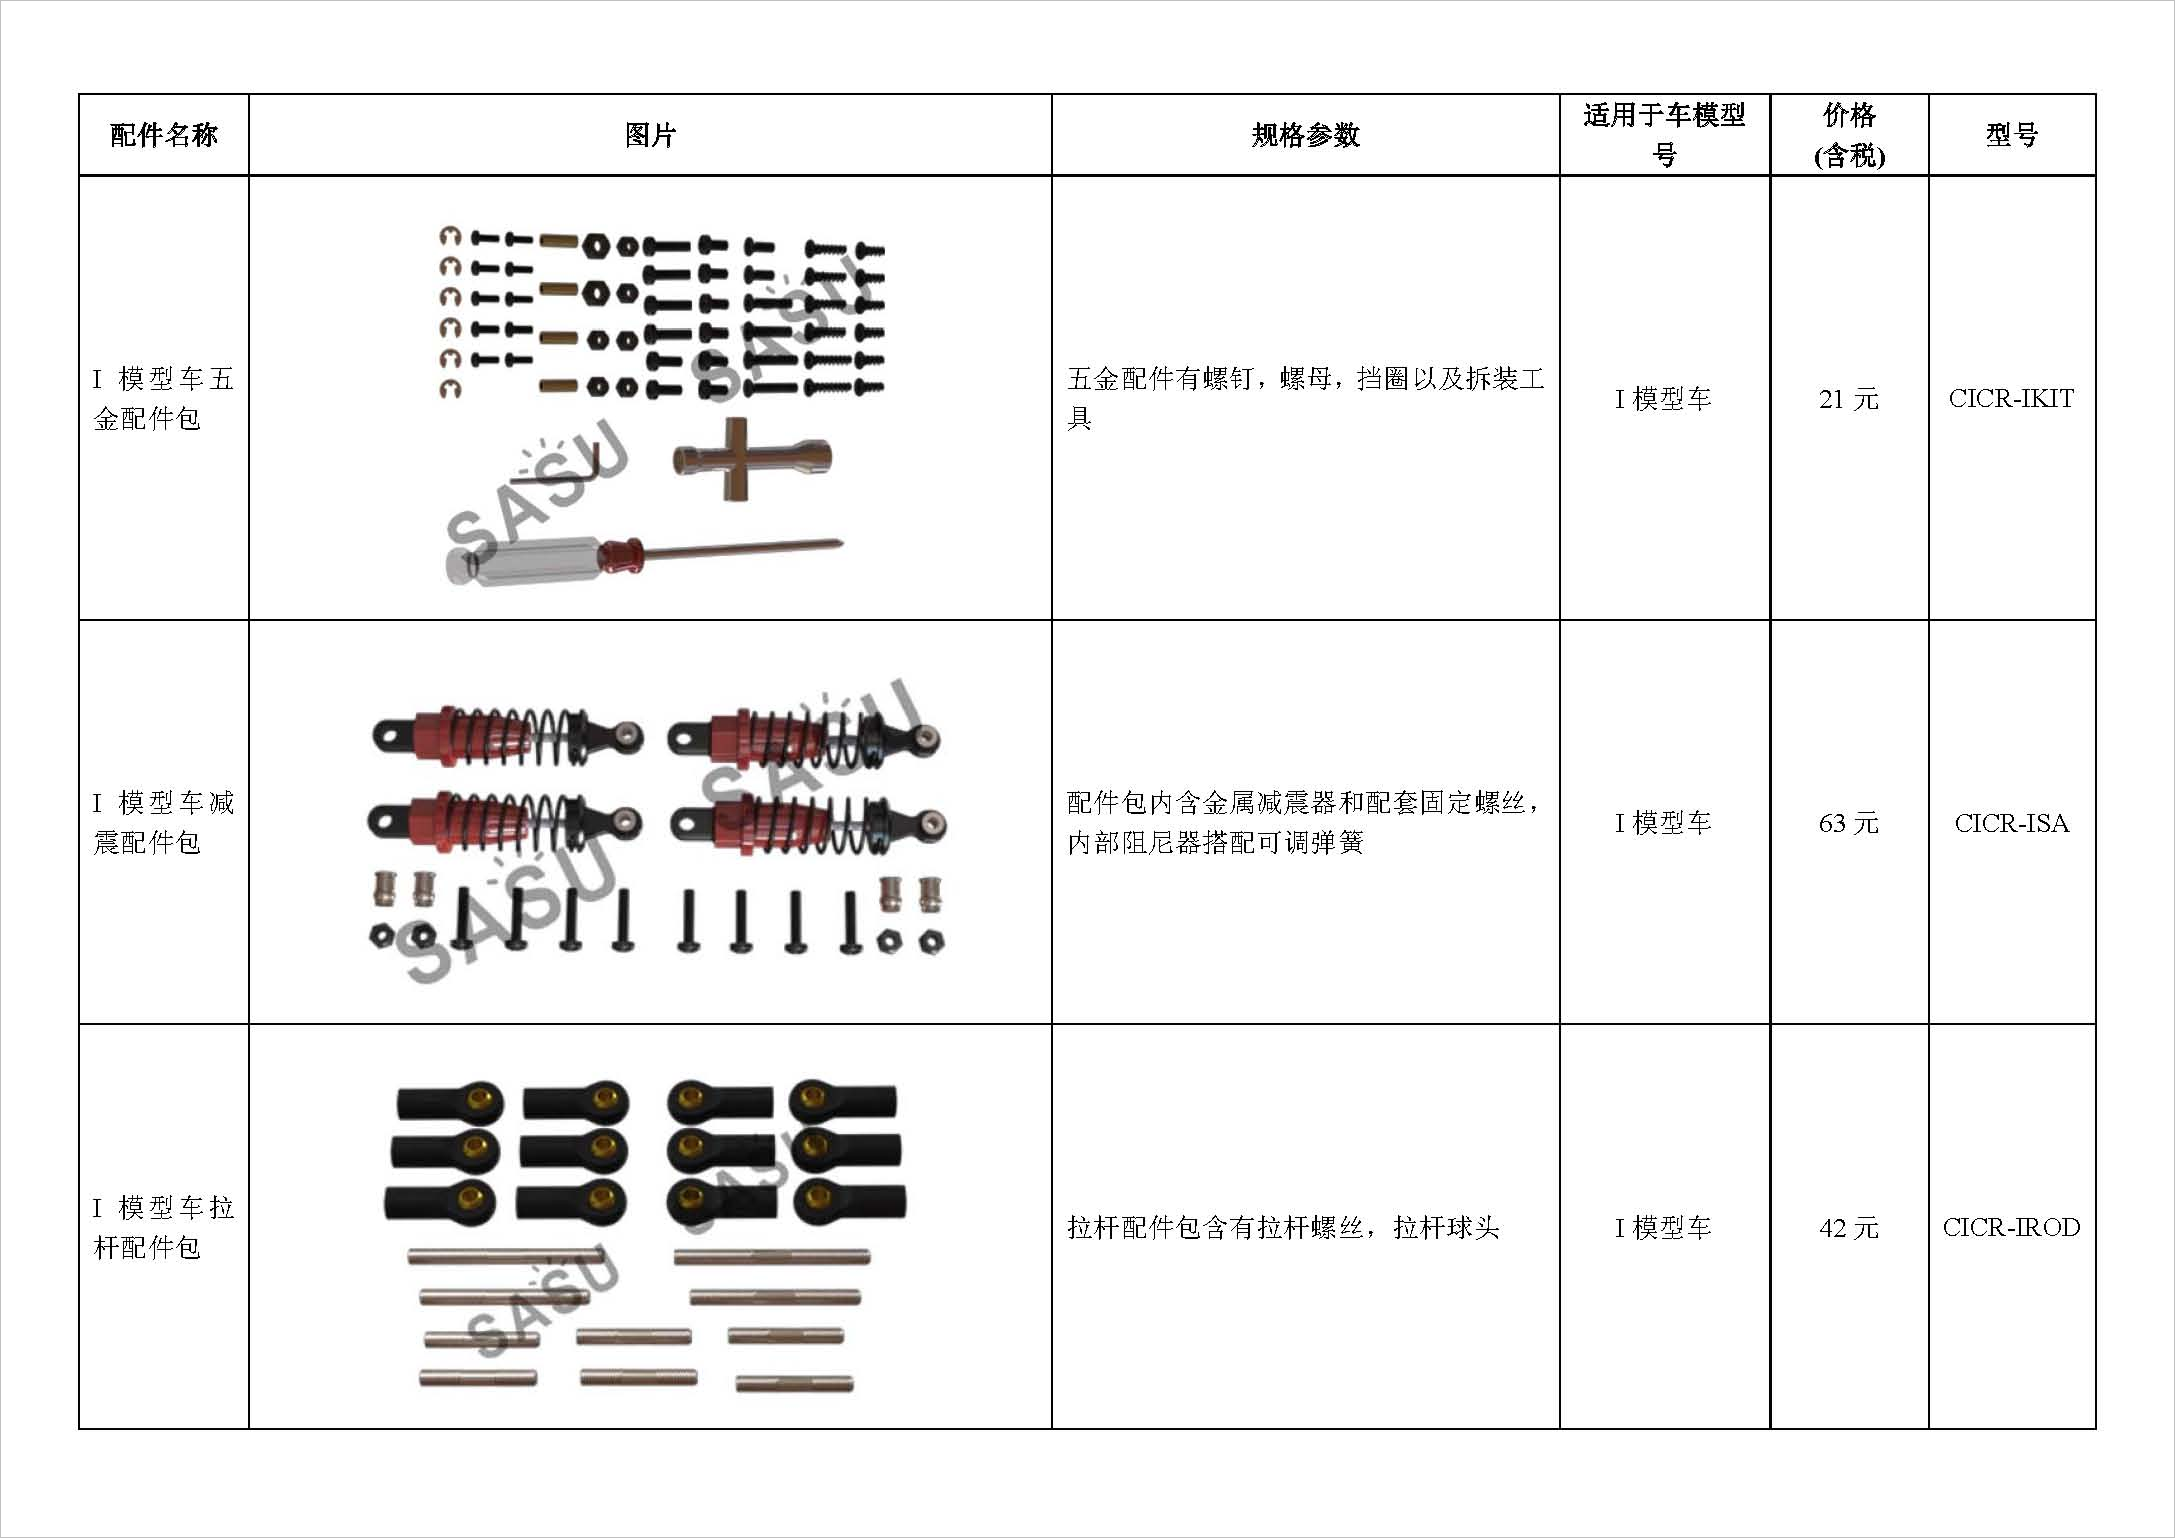 配件名称
图片
规格参数
适用于车模型
号
价格
(含税)
型号
I 模型车五
金配件包
SASU
SASU
五金配件有螺钉，螺母，挡圈以及拆装工
具
I 模型车
21 元
CICR-IKIT
I 模型车减
震配件包
SASU
SASU
配件包内含金属减震器和配套固定螺丝，
内部阻尼器搭配可调弹簧
I 模型车
63 元
CICR-ISA
I 模型车拉
杆配件包
SASU
SASU
拉杆配件包含有拉杆螺丝，拉杆球头
I 模型车
42 元
CICR-IROD